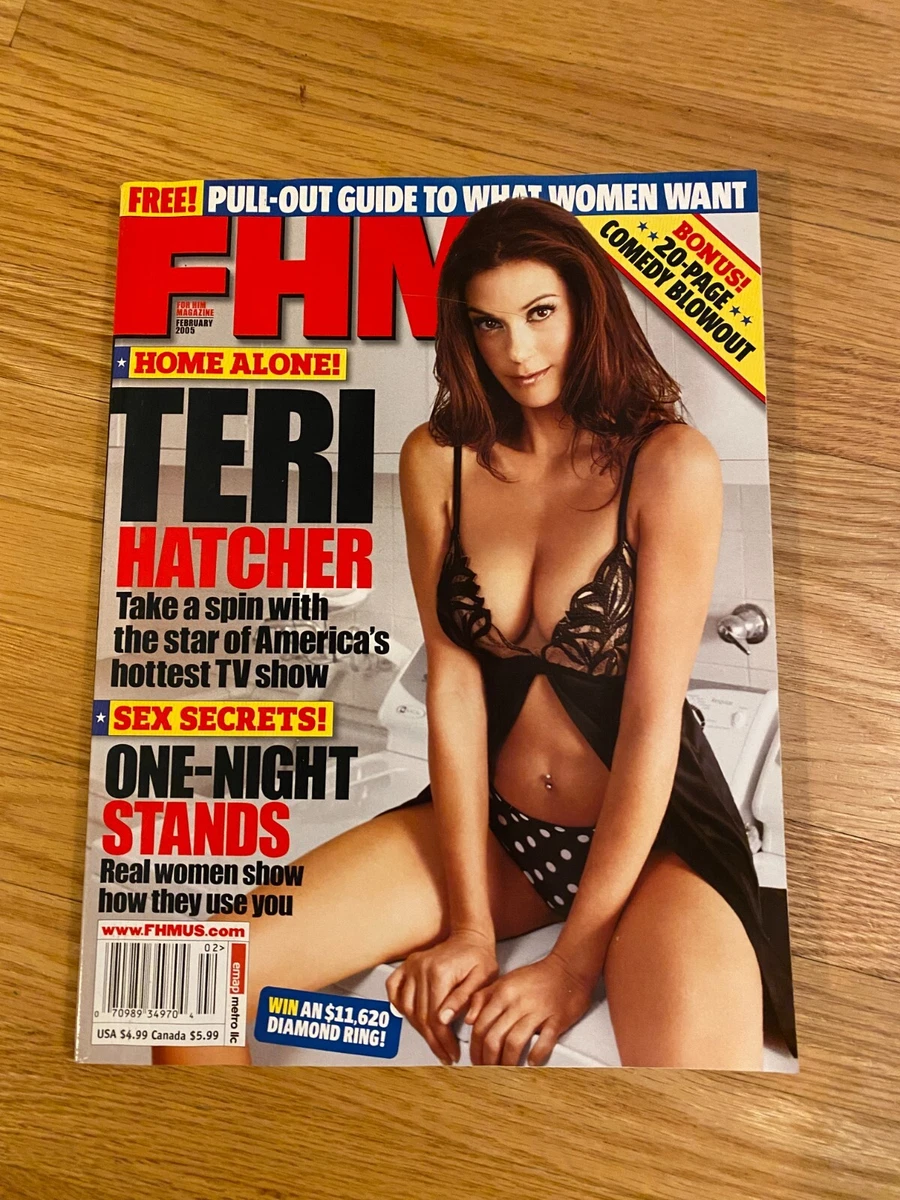 FREE! PULL-OUT GUIDE TO WHAT WOMEN WANT
FHM
FOR HIM
MAGAZINE
FEBRUARY
2005
BONUS!
20-PAGE
COMEDY BLOWOUT
HOME ALONE!
TERI
HATCHER
Take a spin with
the star of America's
hottest TV show
SEX SECRETS!
ONE-NIGHT
STANDS
Real women show
how they use you
www.FHMUS.com
02>
0 70989 34970 4
emap metro llc
USA $4.99 Canada $5.99
WIN AN $11,620
DIAMOND RING!